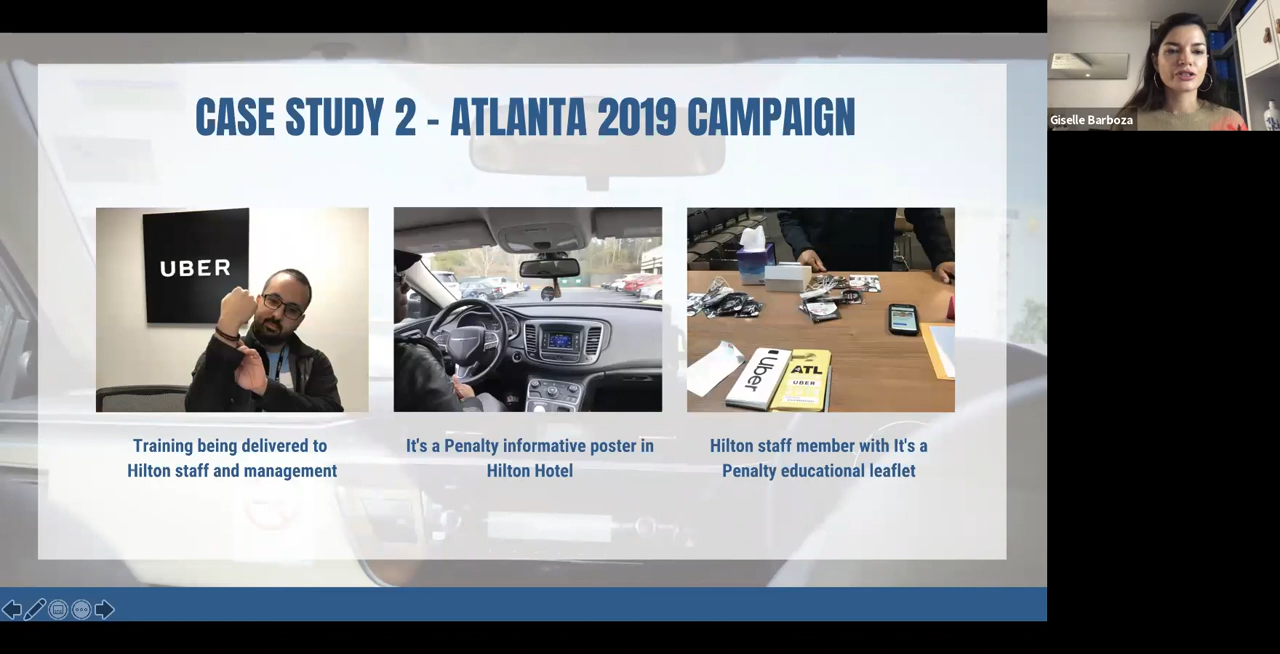 CASE STUDY 2 - ATLANTA 2019 CAMPAIGN
Giselle Barboza
UBER
Uber
ATL
UBER
Training being delivered to
Hilton staff and management
It's a Penalty informative poster in
Hilton Hotel
Hilton staff member with It's a
Penalty educational leaflet